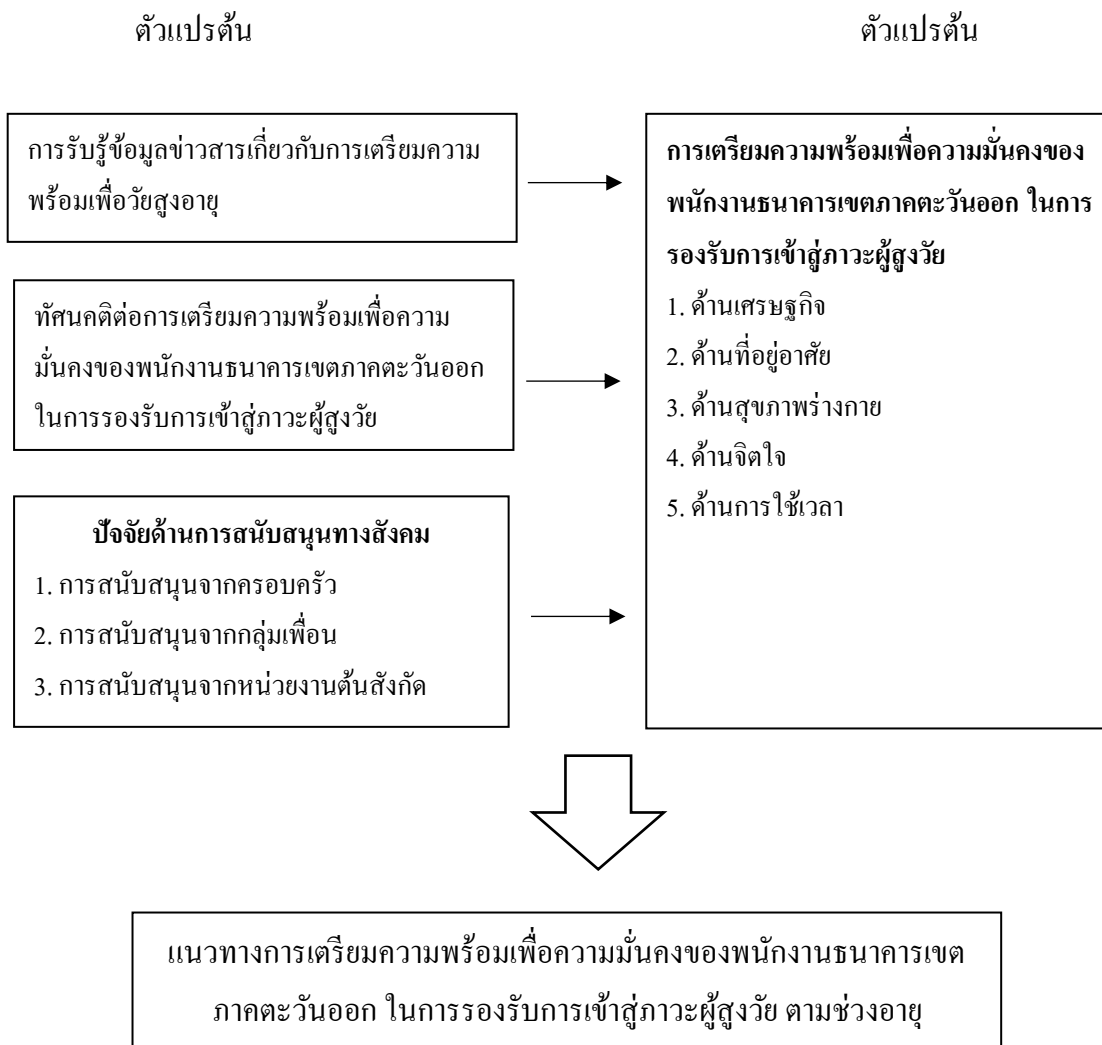 ตัวแปรต้น
ตัวแปรต้น
การรับรู้ข้อมูลข่าวสารเกี่ยวกับการเตรียมความ
พร้อมเพื่อวัยสูงอายุ
ทัศนคติต่อการเตรียมความพร้อมเพื่อความ
มั่นคงของพนักงานธนาคารเขตภาคตะวันออก
ในการรองรับการเข้าสู่ภาวะผู้สูงวัย
ปัจจัยด้านการสนับสนุนทางสังคม
1. การสนับสนุนจากครอบครัว
2. การสนับสนุนจากกลุ่มเพื่อน
3. การสนับสนุนจากหน่วยงานต้นสังกัด
การเตรียมความพร้อมเพื่อความมั่นคงของ
พนักงานธนาคารเขตภาคตะวันออก ในการ
รองรับการเข้าสู่ภาวะผู้สูงวัย
1. ด้านเศรษฐกิจ
2. ด้านที่อยู่อาศัย
3. ด้านสุขภาพร่างกาย
4. ด้านจิตใจ
5. ด้านการใช้เวลา
แนวทางการเตรียมความพร้อมเพื่อความมั่นคงของพนักงานธนาคารเขต
ภาคตะวันออก ในการรองรับการเข้าสู่ภาวะผู้สูงวัย ตามช่วงอายุ